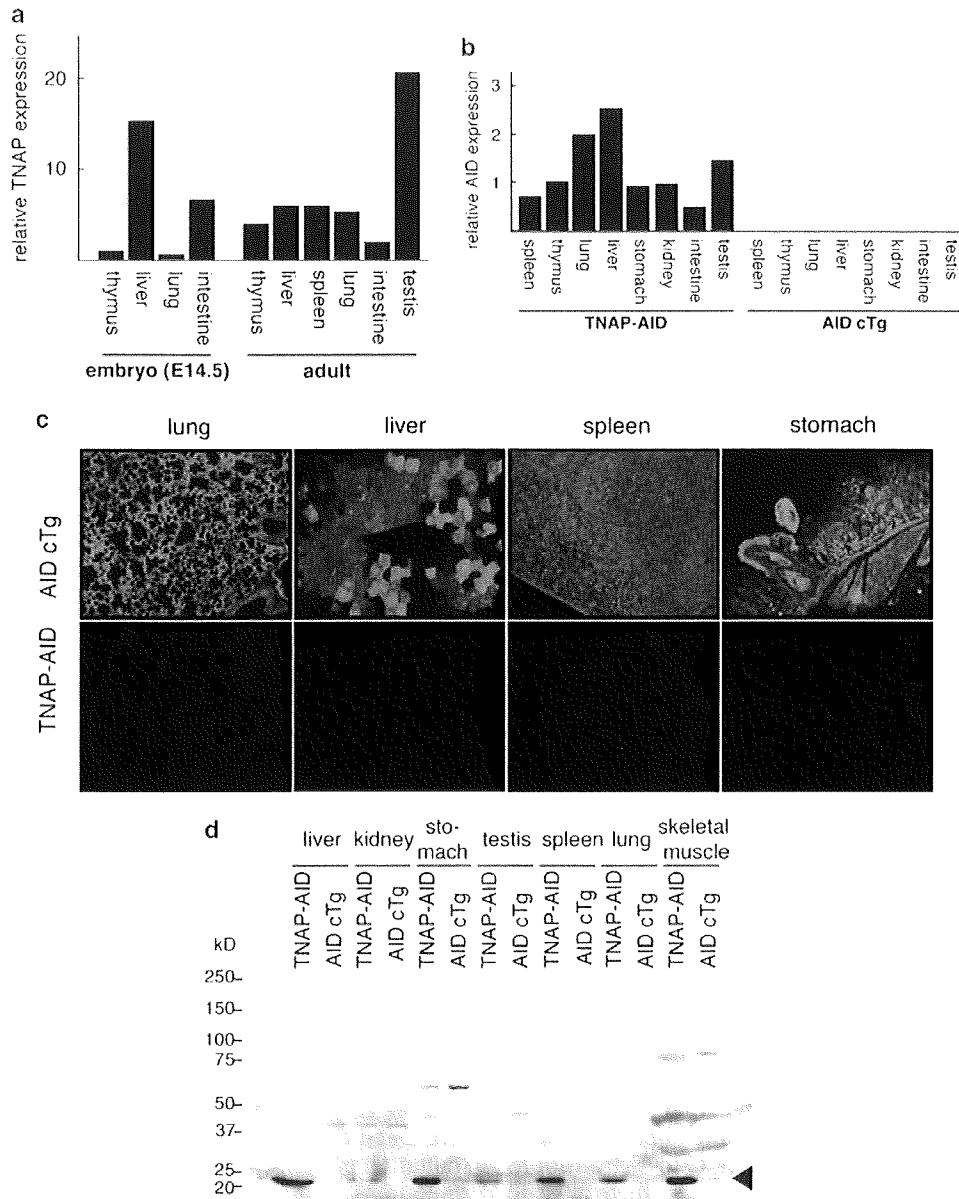 a
relative TNAP expression
20
10
thymus
liver
lung
intestine
thymus
liver
spleen
lung
intestine
testis
embryo (E14.5)
adult
b
relative AID expression
3
2
1
spleen
thymus
lung
liver
stomach
kidney
intestine
testis
spleen
thymus
lung
liver
stomach
kidney
intestine
testis
TNAP-AID
AID cTg
c
lung
liver
spleen
stomach
AID cTg
TNAP-AID
d
liver
kidney
sto-
mach
testis
spleen
lung
skeletal
muscle
TNAP-AID
AID cTg
TNAP-AID
AID cTg
TNAP-AID
AID cTg
TNAP-AID
AID cTg
TNAP-AID
AID cTg
TNAP-AID
AID cTg
TNAP-AID
AID cTg
kD
250
150
100
75
50
37
25
20